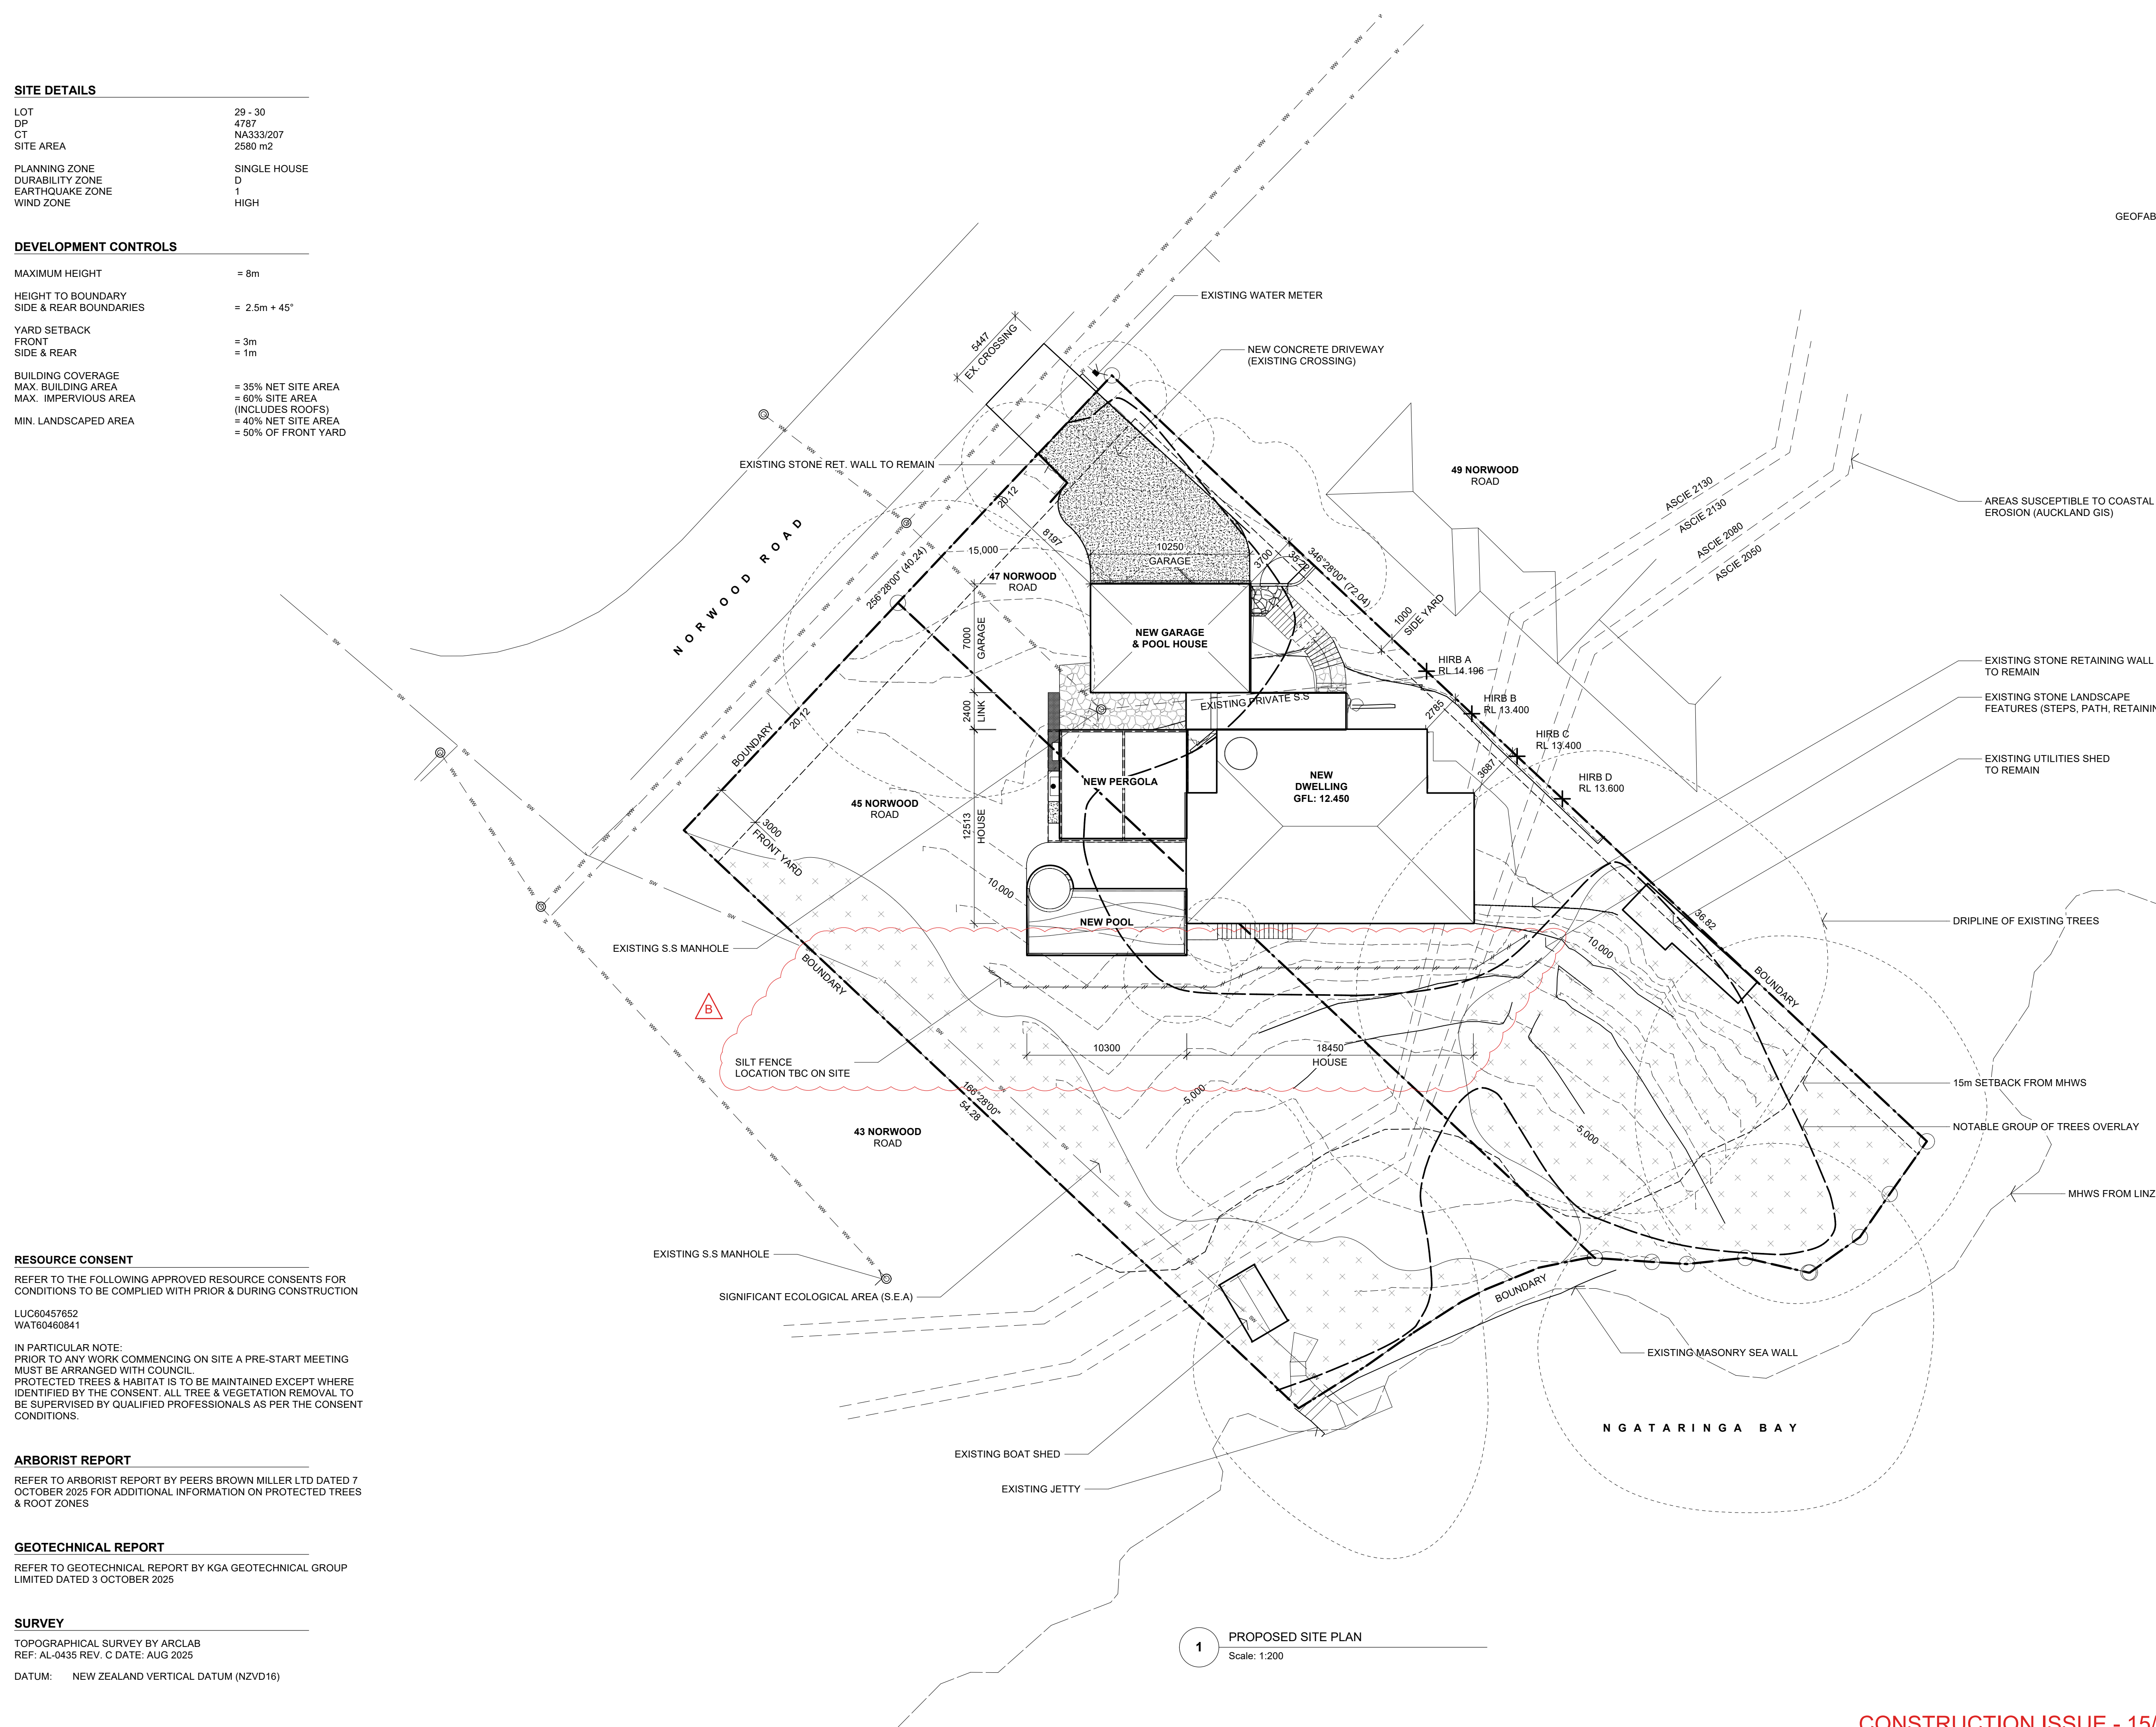 SITE DETAILS
LOT 29 - 30
DP 4787
CT NA333/207
SITE AREA 2580 m2
PLANNING ZONE SINGLE HOUSE
DURABILITY ZONE D
EARTHQUAKE ZONE 1
WIND ZONE HIGH
DEVELOPMENT CONTROLS
MAXIMUM HEIGHT = 8m
HEIGHT TO BOUNDARY
SIDE & REAR BOUNDARIES = 2.5m + 45°
YARD SETBACK
FRONT = 3m
SIDE & REAR = 1m
BUILDING COVERAGE
MAX. BUILDING AREA = 35% NET SITE AREA
MAX. IMPERVIOUS AREA = 60% SITE AREA
(INCLUDES ROOFS)
MIN. LANDSCAPED AREA = 40% NET SITE AREA
= 50% OF FRONT YARD
RESOURCE CONSENT
REFER TO THE FOLLOWING APPROVED RESOURCE CONSENTS FOR
CONDITIONS TO BE COMPLIED WITH PRIOR & DURING CONSTRUCTION
LUC60457652
WAT60460841
IN PARTICULAR NOTE:
PRIOR TO ANY WORK COMMENCING ON SITE A PRE-START MEETING
MUST BE ARRANGED WITH COUNCIL.
PROTECTED TREES & HABITAT IS TO BE MAINTAINED EXCEPT WHERE
IDENTIFIED BY THE CONSENT. ALL TREE & VEGETATION REMOVAL TO
BE SUPERVISED BY QUALIFIED PROFESSIONALS AS PER THE CONSENT
CONDITIONS.
ARBORIST REPORT
REFER TO ARBORIST REPORT BY PEERS BROWN MILLER LTD DATED 7
OCTOBER 2025 FOR ADDITIONAL INFORMATION ON PROTECTED TREES
& ROOT ZONES
GEOTECHNICAL REPORT
REFER TO GEOTECHNICAL REPORT BY KGA GEOTECHNICAL GROUP
LIMITED DATED 3 OCTOBER 2025
SURVEY
TOPOGRAPHICAL SURVEY BY ARCLAB
REF: AL-0435 REV. C DATE: AUG 2025
DATUM: NEW ZEALAND VERTICAL DATUM (NZVD16)
GEOFAB
EXISTING WATER METER
5447
EX. CROSSING
NEW CONCRETE DRIVEWAY
(EXISTING CROSSING)
EXISTING STONE RET. WALL TO REMAIN
49 NORWOOD
ROAD
NORWOOD ROAD
20.12
8197
15,000
256°28'00" (40.24)
47 NORWOOD
ROAD
10250
GARAGE
3700
35.22
346°28'00" (72.04)
1000
SIDE YARD
ASCIE 2130
ASCIE 2130
ASCIE 2080
ASCIE 2050
AREAS SUSCEPTIBLE TO COASTAL
EROSION (AUCKLAND GIS)
7000
GARAGE
NEW GARAGE
& POOL HOUSE
HIRB A
RL 14.196
HIRB B
RL 13.400
HIRB C
RL 13.400
HIRB D
RL 13.600
2400
LINK
EXISTING PRIVATE S.S
2785
3687
EXISTING STONE RETAINING WALL
TO REMAIN
EXISTING STONE LANDSCAPE
FEATURES (STEPS, PATH, RETAININ
EXISTING UTILITIES SHED
TO REMAIN
BOUNDARY
20.12
45 NORWOOD
ROAD
3000
FRONT YARD
12513
HOUSE
NEW PERGOLA
NEW
DWELLING
GFL: 12.450
10,000
NEW POOL
EXISTING S.S MANHOLE
BOUNDARY
B
SILT FENCE
LOCATION TBC ON SITE
10300
18450
HOUSE
36.82
10,000
BOUNDARY
DRIPLINE OF EXISTING TREES
15m SETBACK FROM MHWS
NOTABLE GROUP OF TREES OVERLAY
MHWS FROM LINZ
166°28'00"
54.28
5,000
5,000
43 NORWOOD
ROAD
EXISTING S.S MANHOLE
SIGNIFICANT ECOLOGICAL AREA (S.E.A)
BOUNDARY
EXISTING MASONRY SEA WALL
NGATARINGA BAY
EXISTING BOAT SHED
EXISTING JETTY
1
PROPOSED SITE PLAN
Scale: 1:200
CONSTRUCTION ISSUE - 15/